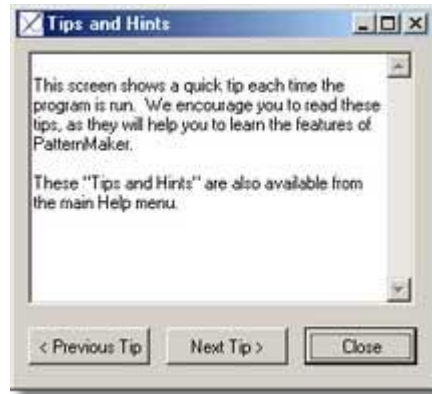 Tips and Hints
This screen shows a quick tip each time the
program is run. We encourage you to read these
tips, as they will help you to learn the features of
PatternMaker.
These "Tips and Hints" are also available from
the main Help menu.
< Previous Tip
Next Tip >
Close